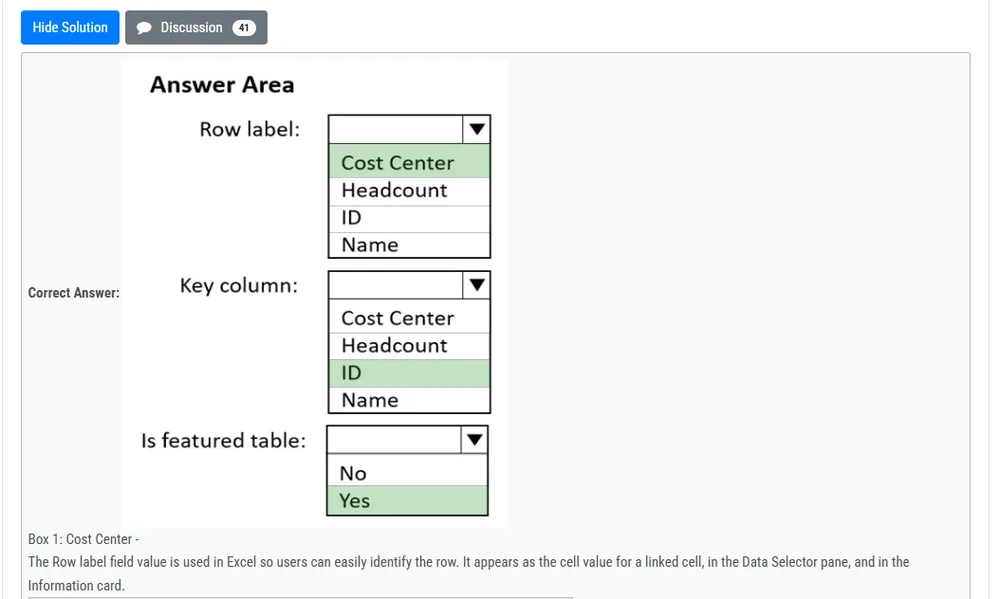 Hide Solution
Discussion 41
Answer Area
Row label:
Cost Center
Headcount
ID
Name
Correct Answer:
Key column:
Cost Center
Headcount
ID
Name
Is featured table:
No
Yes
Box 1: Cost Center -
The Row label field value is used in Excel so users can easily identify the row. It appears as the cell value for a linked cell, in the Data Selector pane, and in the
Information card.